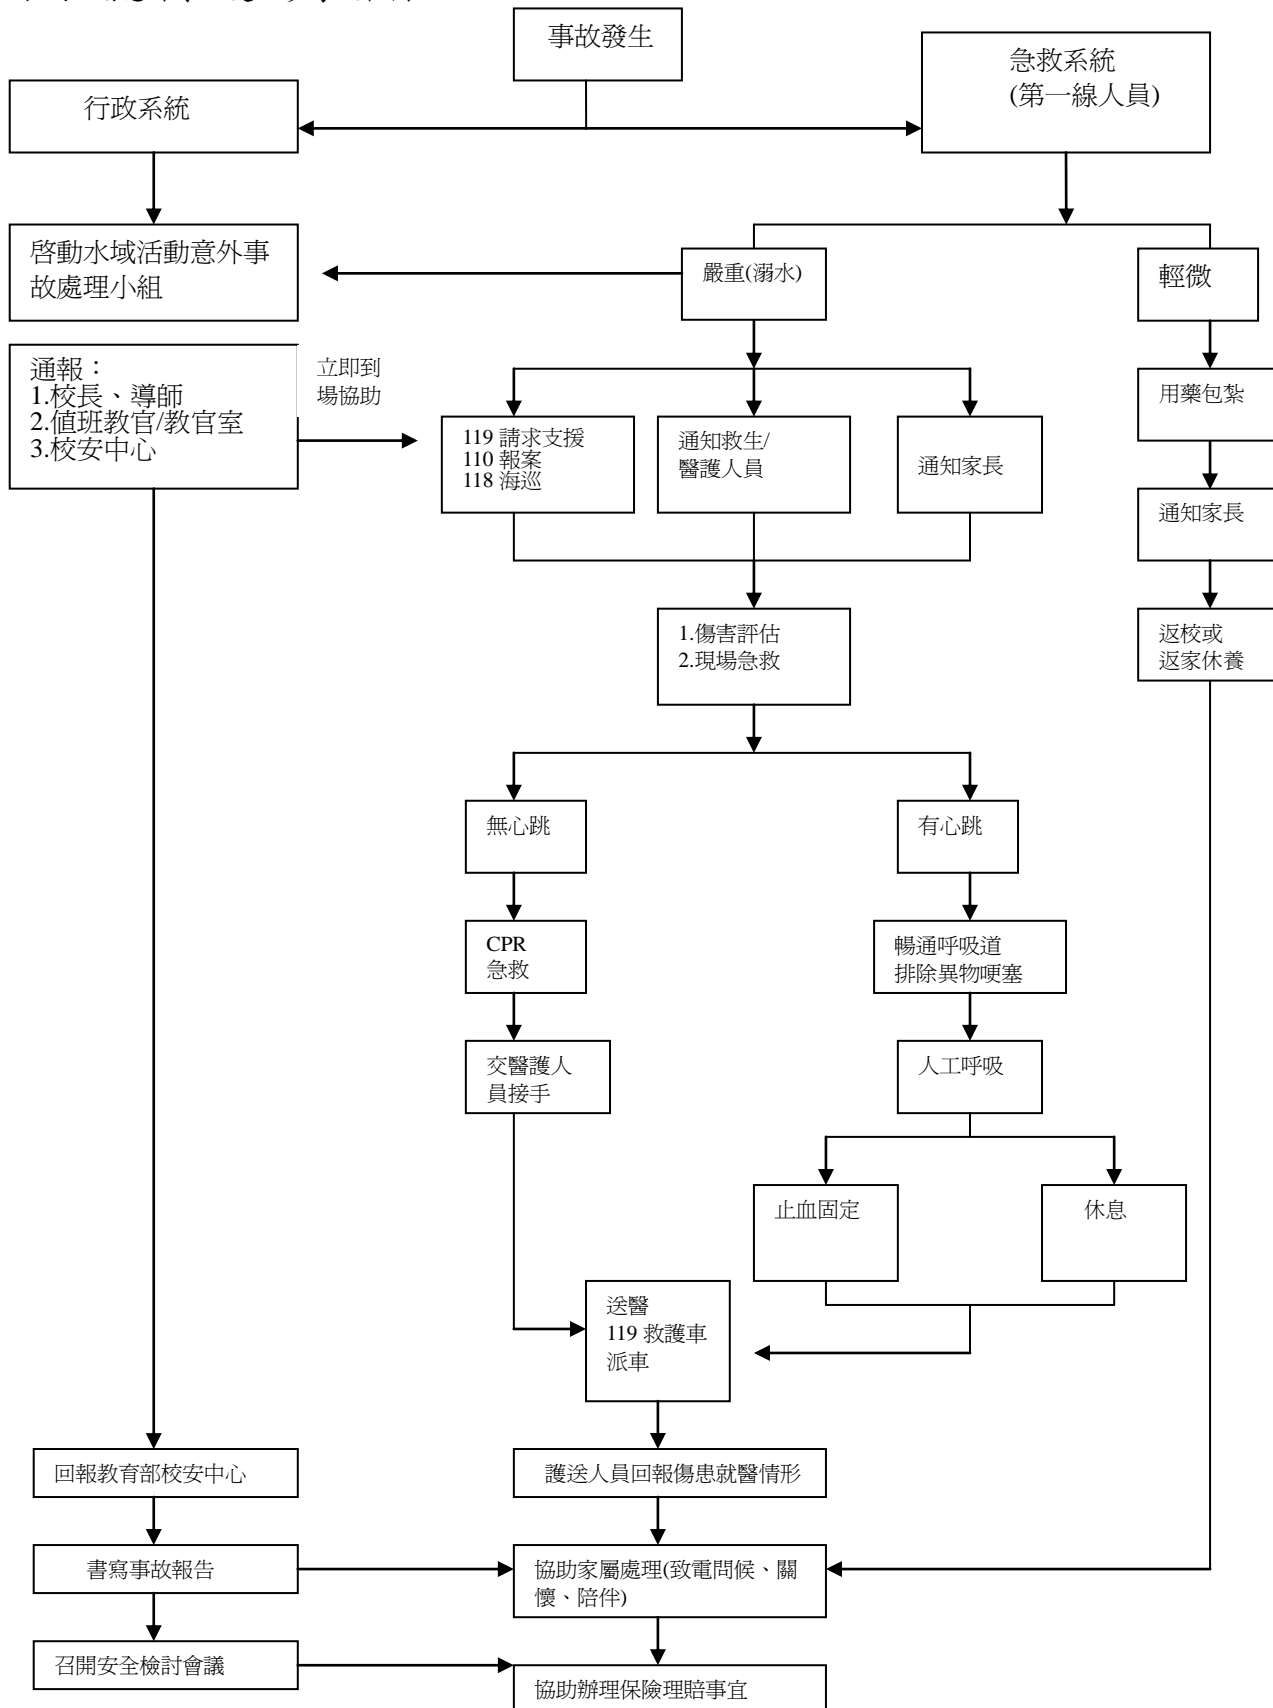 事故發生
急救系統
(第一線人員)
行政系統
啓動水域活動意外事
故處理小組
嚴重(溺水)
輕微
通報：
1.校長、導師
2.値班教官/教官室
3.校安中心
立即到
場協助
119 請求支援
110 報案
118 海巡
通知救生/
醫護人員
通知家長
用藥包紮
通知家長
1.傷害評估
2.現場急救
返校或
返家休養
無心跳
有心跳
CPR
急救
暢通呼吸道
排除異物哽塞
交醫護人
員接手
人工呼吸
止血固定
休息
送醫
119 救護車
派車
回報教育部校安中心
護送人員回報傷患就醫情形
書寫事故報告
協助家屬處理(致電問候、關
懷、陪伴)
召開安全檢討會議
協助辦理保險理賠事宜